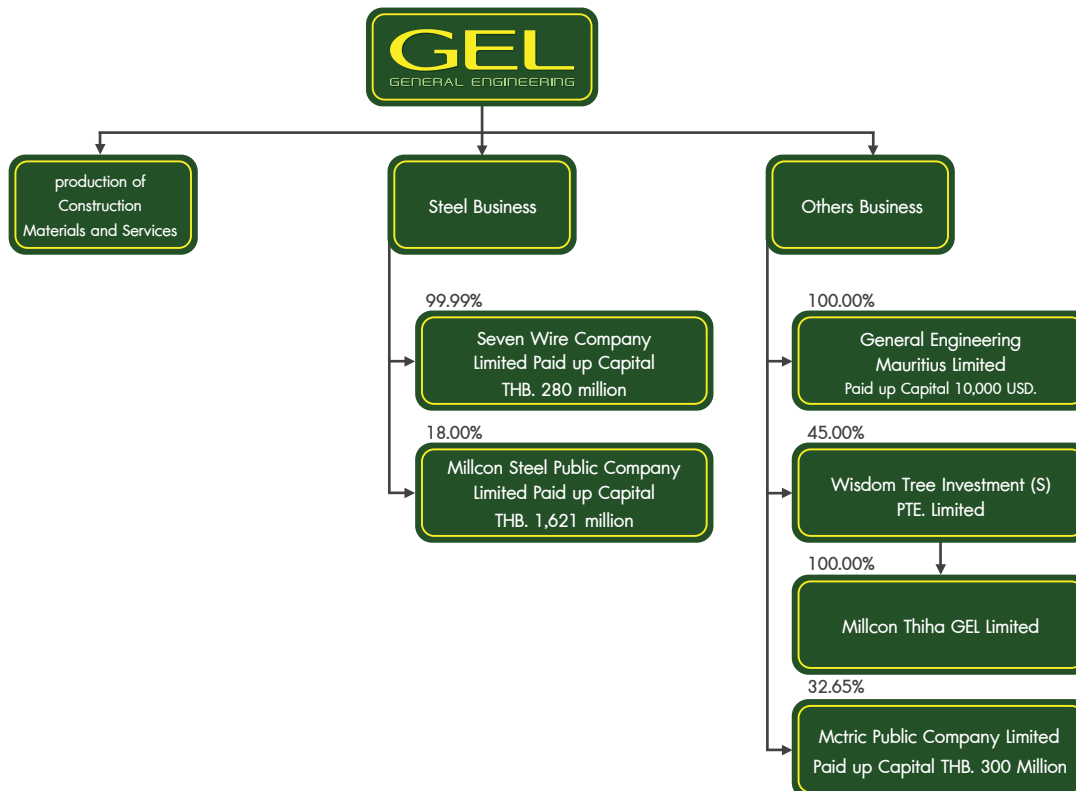 GEL
GENERAL ENGINEERING
production of
Construction
Materials and Services
Steel Business
Others Business
99.99%
Seven Wire Company
Limited Paid up Capital
THB. 280 million
18.00%
Millcon Steel Public Company
Limited Paid up Capital
THB. 1,621 million
100.00%
General Engineering
Mauritius Limited
Paid up Capital 10,000 USD.
45.00%
Wisdom Tree Investment (S)
PTE. Limited
100.00%
Millcon Thiha GEL Limited
32.65%
Mctric Public Company Limited
Paid up Capital THB. 300 Million